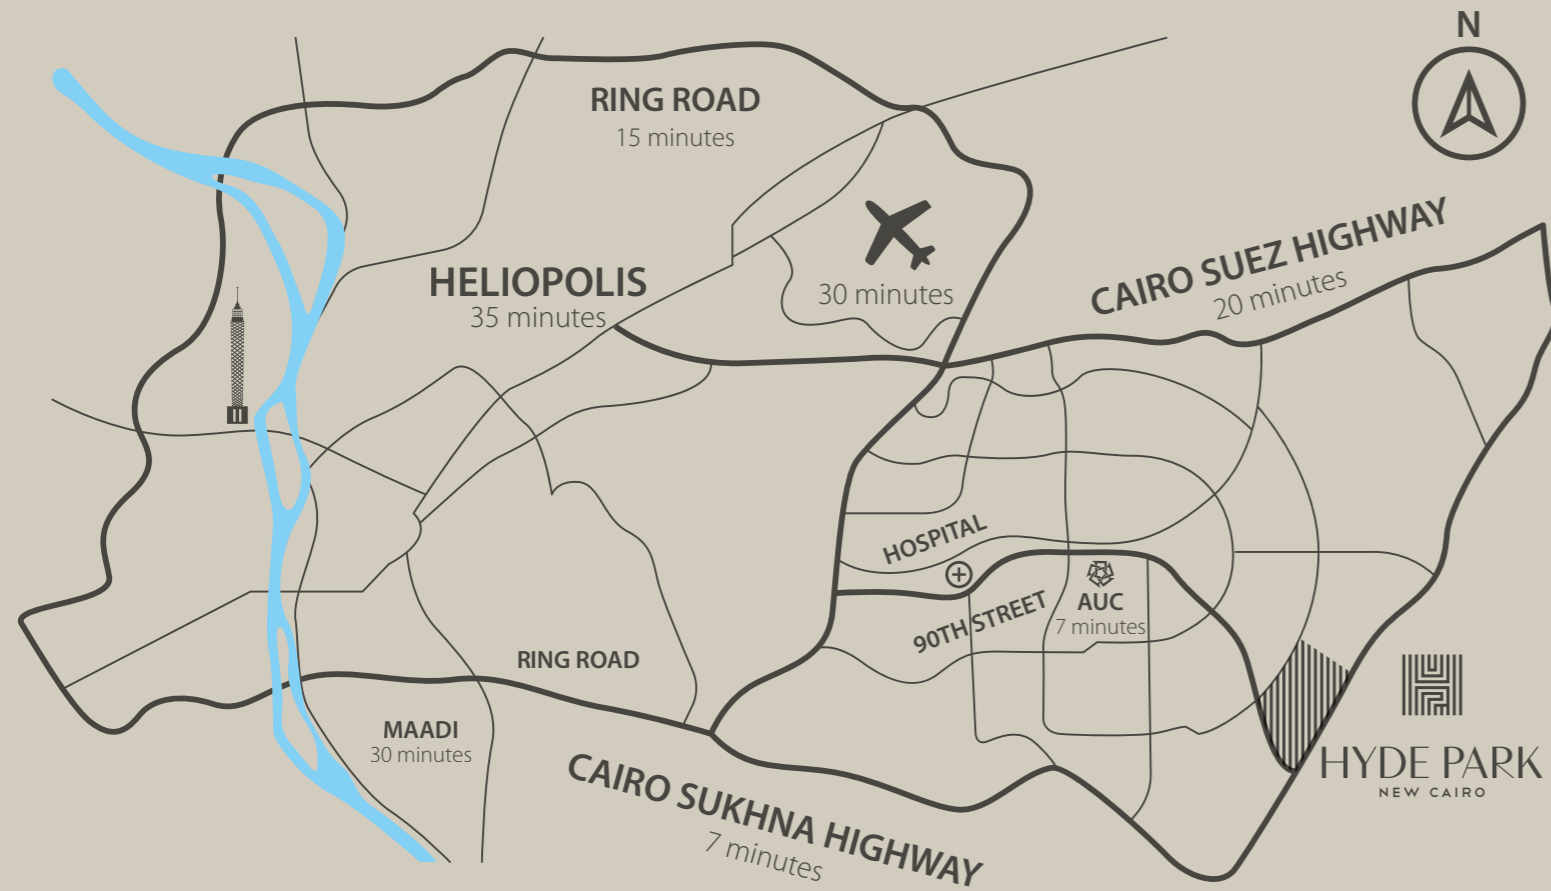 N
RING ROAD
15 minutes
CAIRO SUEZ HIGHWAY
20 minutes
HELIOPOLIS
35 minutes
30 minutes
HOSPITAL
90TH STREET
AUC
7 minutes
RING ROAD
MAADI
30 minutes
HYDE PARK
NEW CAIRO
CAIRO SUKHNA HIGHWAY
7 minutes